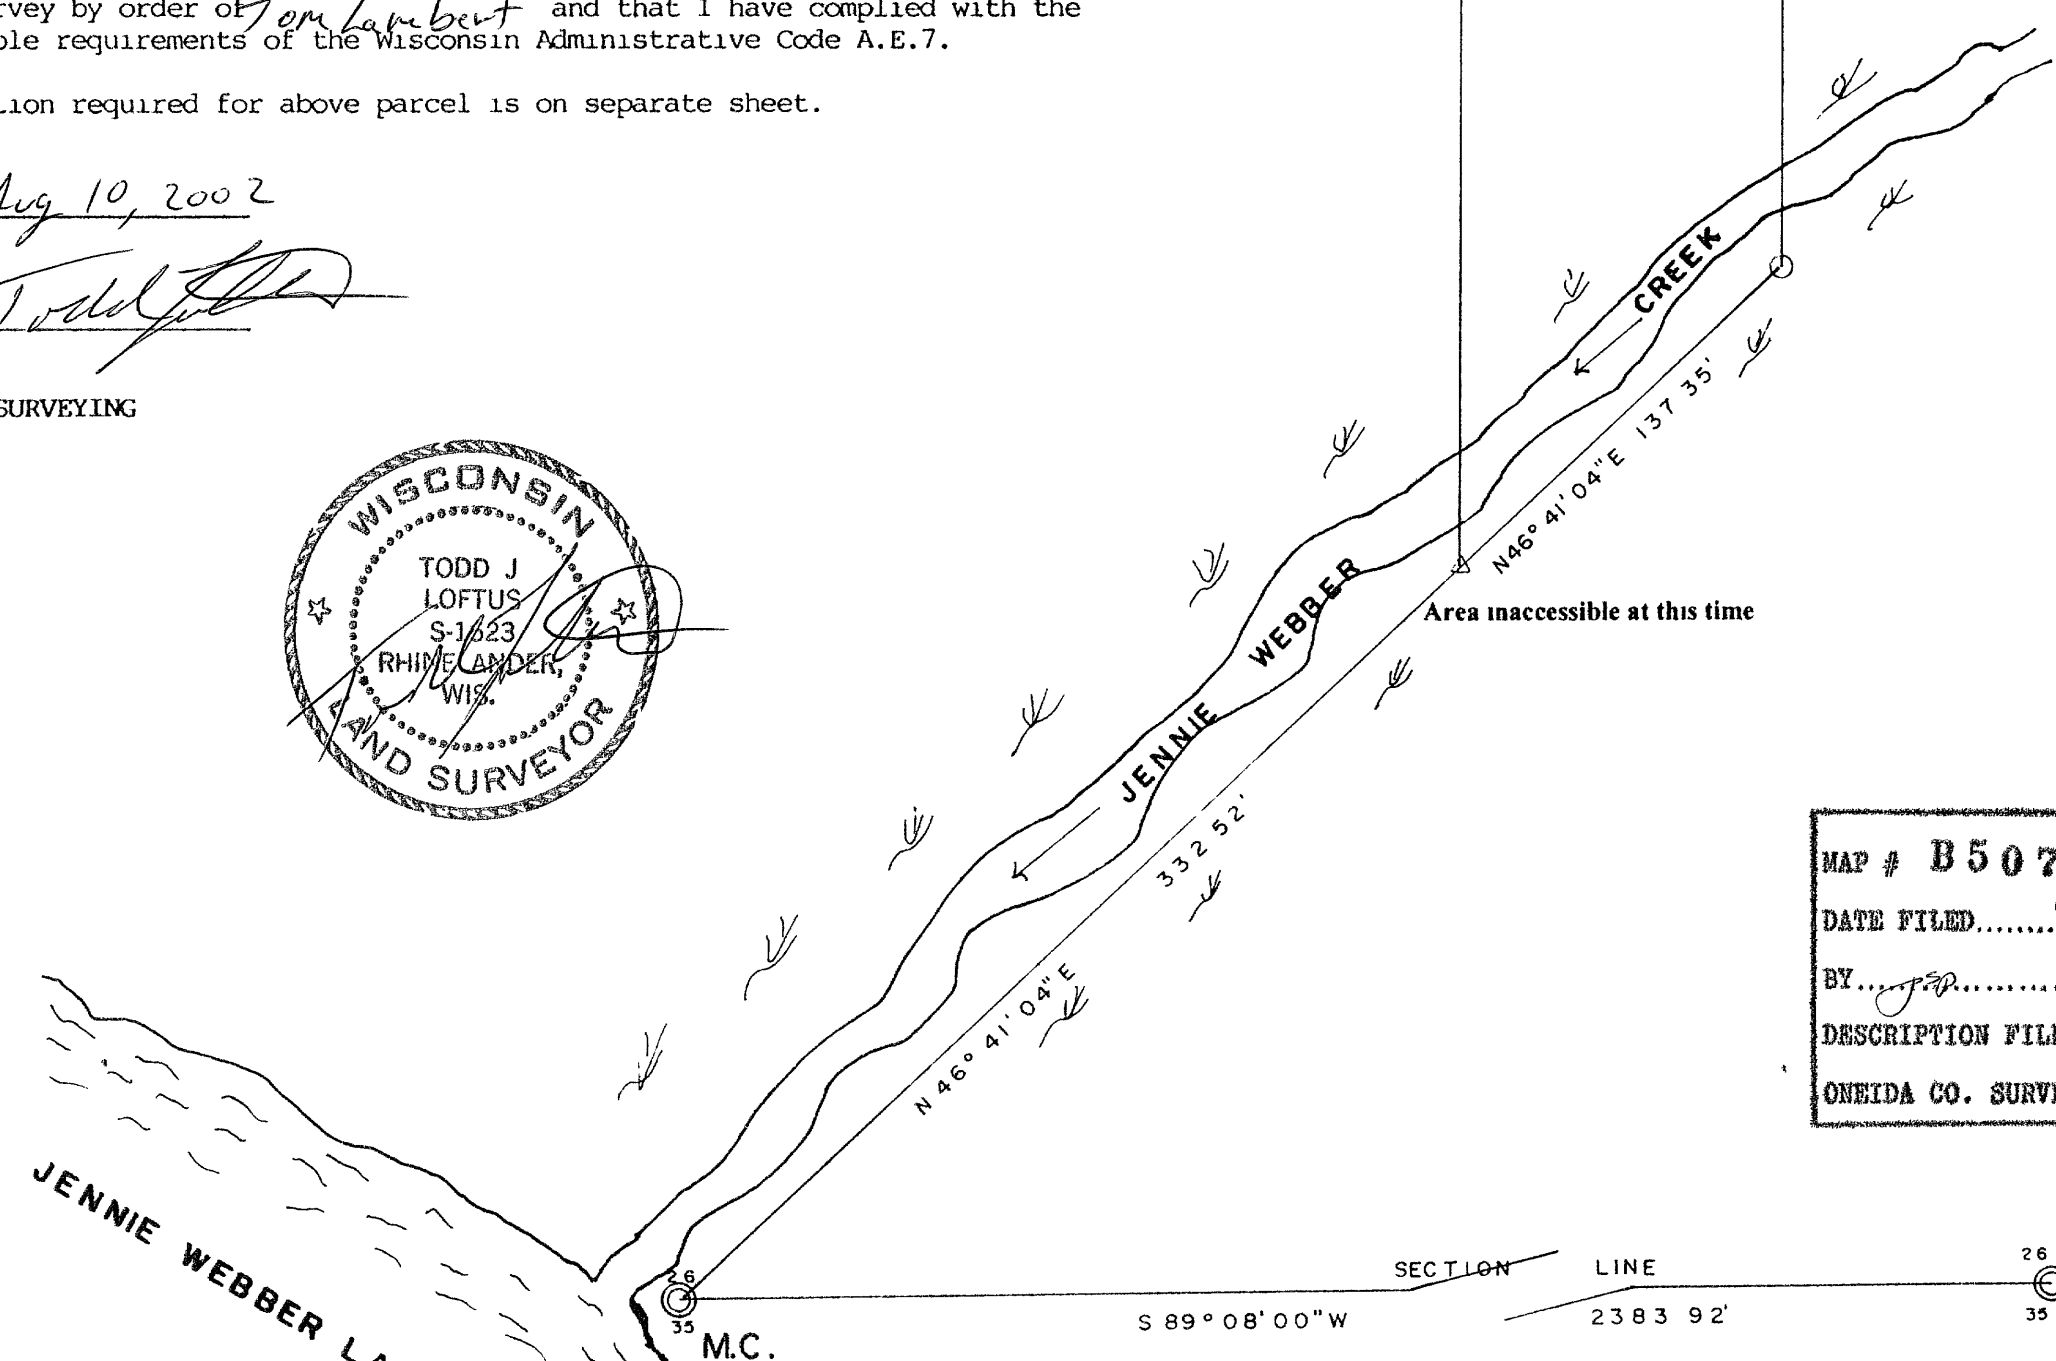 rvey by order of Tom Lambert and that I have complied with the
ble requirements of the Wisconsin Administrative Code A.E.7.
ion required for above parcel is on separate sheet.
Aug 10, 2002
Todd
SURVEYING
WISCONSIN
TODD J
LOFTUS
S-1623
RHINELANDER,
WIS.
LAND SURVEYOR
CREEK
N46° 41' 04" E 137 35'
WEBBER
Area inaccessible at this time
JENNIE
332 52'
N 46° 41' 04" E
MAP # B507
DATE FILED........
BY..............
DESCRIPTION FIL
ONEIDA CO. SURV
JENNIE WEBBER LA
26
35
M.C.
SECTION LINE
S 89° 08' 00" W 2383 92'
26
35